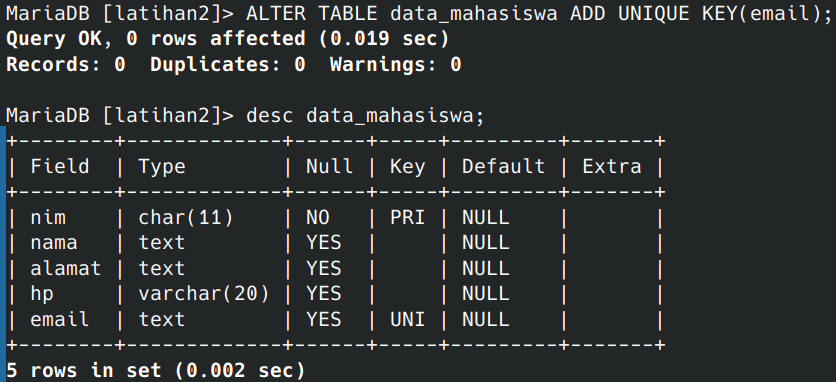 MariaDB [latihan2]> ALTER TABLE data_mahasiswa ADD UNIQUE KEY(email);
Query OK, 0 rows affected (0.019 sec)
Records: 0  Duplicates: 0  Warnings: 0

MariaDB [latihan2]> desc data_mahasiswa;
+--------+-------------+------+-----+---------+-------+
| Field  | Type        | Null | Key | Default | Extra |
+--------+-------------+------+-----+---------+-------+
| nim    | char(11)    | NO   | PRI | NULL    |       |
| nama   | text        | YES  |     | NULL    |       |
| alamat | text        | YES  |     | NULL    |       |
| hp     | varchar(20) | YES  |     | NULL    |       |
| email  | text        | YES  | UNI | NULL    |       |
+--------+-------------+------+-----+---------+-------+
5 rows in set (0.002 sec)